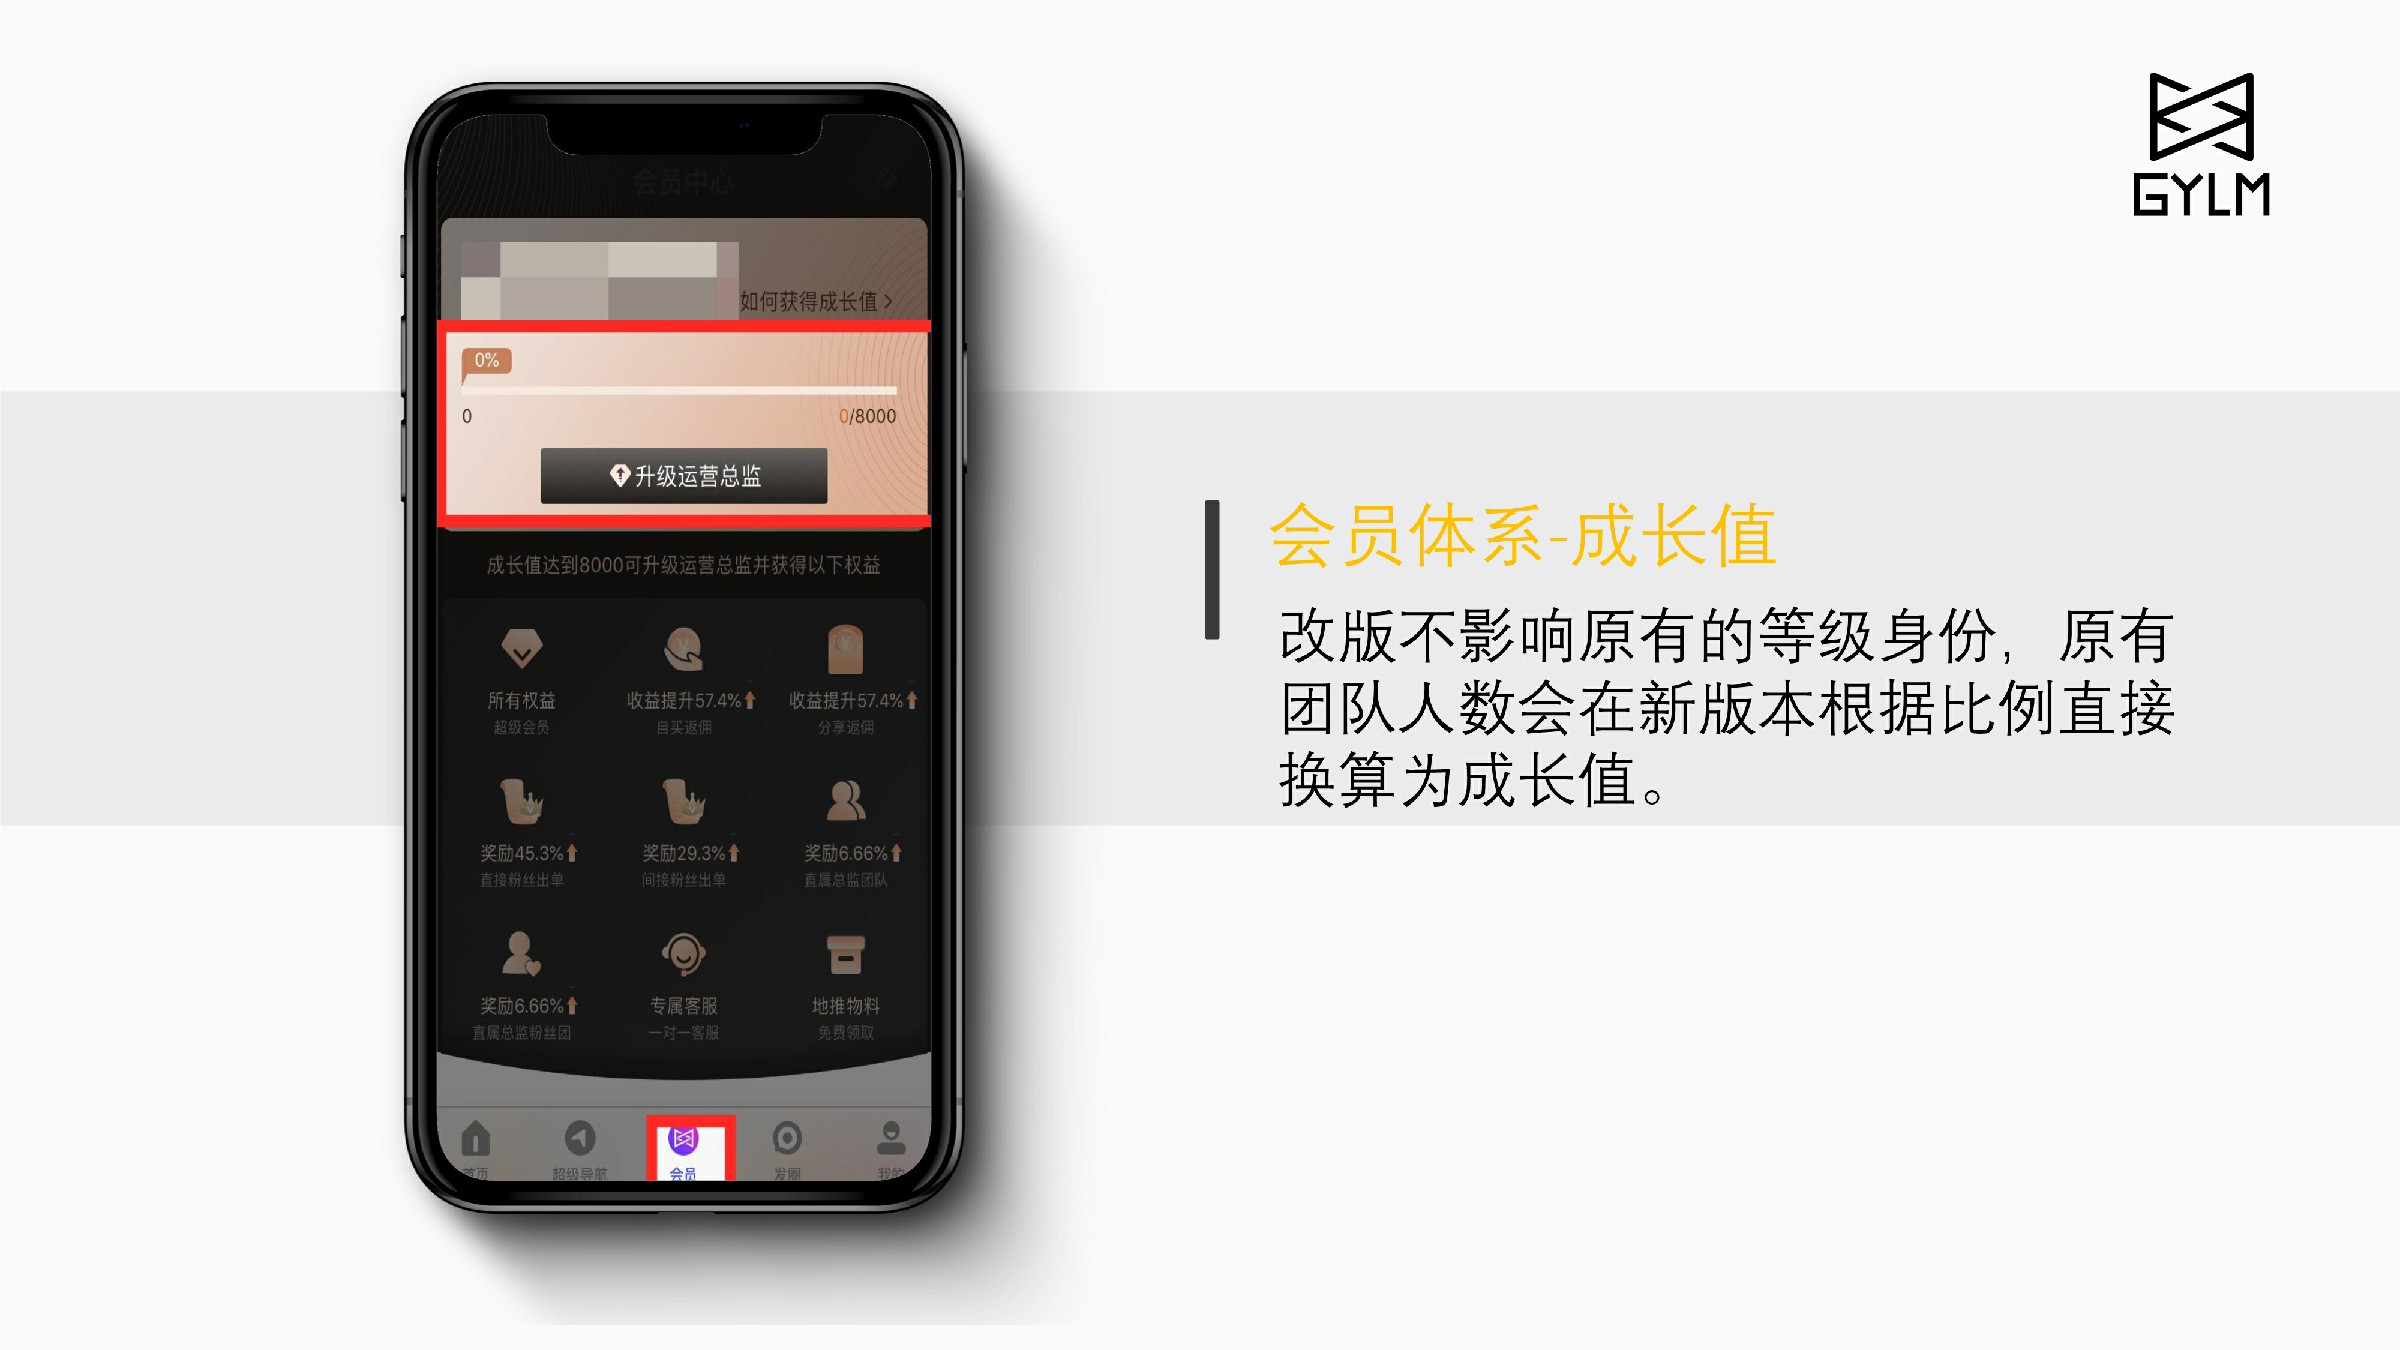 会员中心
如何获得成长值 >
0%
0
0/8000
升级运营总监
成长值达到8000可升级运营总监并获得以下权益
所有权益
超级会员
收益提升57.4%
自买返佣
收益提升57.4%
分享返佣
奖励45.3%
直接粉丝出单
奖励29.3%
间接粉丝出单
奖励6.66%
直属总监团队
奖励6.66%
直属总监粉丝团
专属客服
一对一客服
地推物料
免费领取
首页
超级导航
会员
发圈
我的
GYLM
会员体系-成长值
改版不影响原有的等级身份，原有
团队人数会在新版本根据比例直接
换算为成长值。